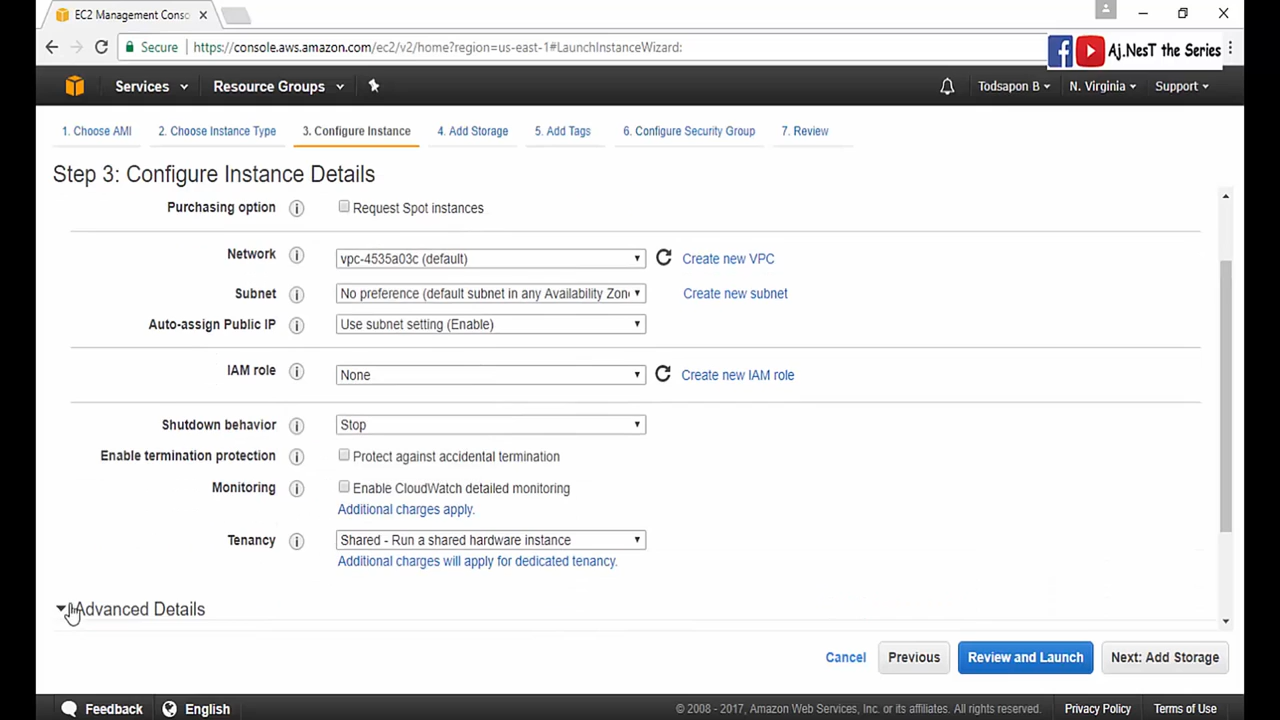 EC2 Management Conso
Secure https://console.aws.amazon.com/ec2/v2/home?region=us-east-1#LaunchInstanceWizard:
Aj.NesT the Series
Services Resource Groups Todsapon B N. Virginia Support
1. Choose AMI 2. Choose Instance Type 3. Configure Instance 4. Add Storage 5. Add Tags 6. Configure Security Group 7. Review
Step 3: Configure Instance Details
Purchasing option Request Spot instances
Network vpc-4535a03c (default) Create new VPC
Subnet No preference (default subnet in any Availability Zon Create new subnet
Auto-assign Public IP Use subnet setting (Enable)
IAM role None Create new IAM role
Shutdown behavior Stop
Enable termination protection Protect against accidental termination
Monitoring Enable CloudWatch detailed monitoring
Additional charges apply.
Tenancy Shared - Run a shared hardware instance
Additional charges will apply for dedicated tenancy.
Advanced Details
Cancel Previous Review and Launch Next: Add Storage
Feedback English © 2008 - 2017, Amazon Web Services, Inc. or its affiliates. All rights reserved. Privacy Policy Terms of Use